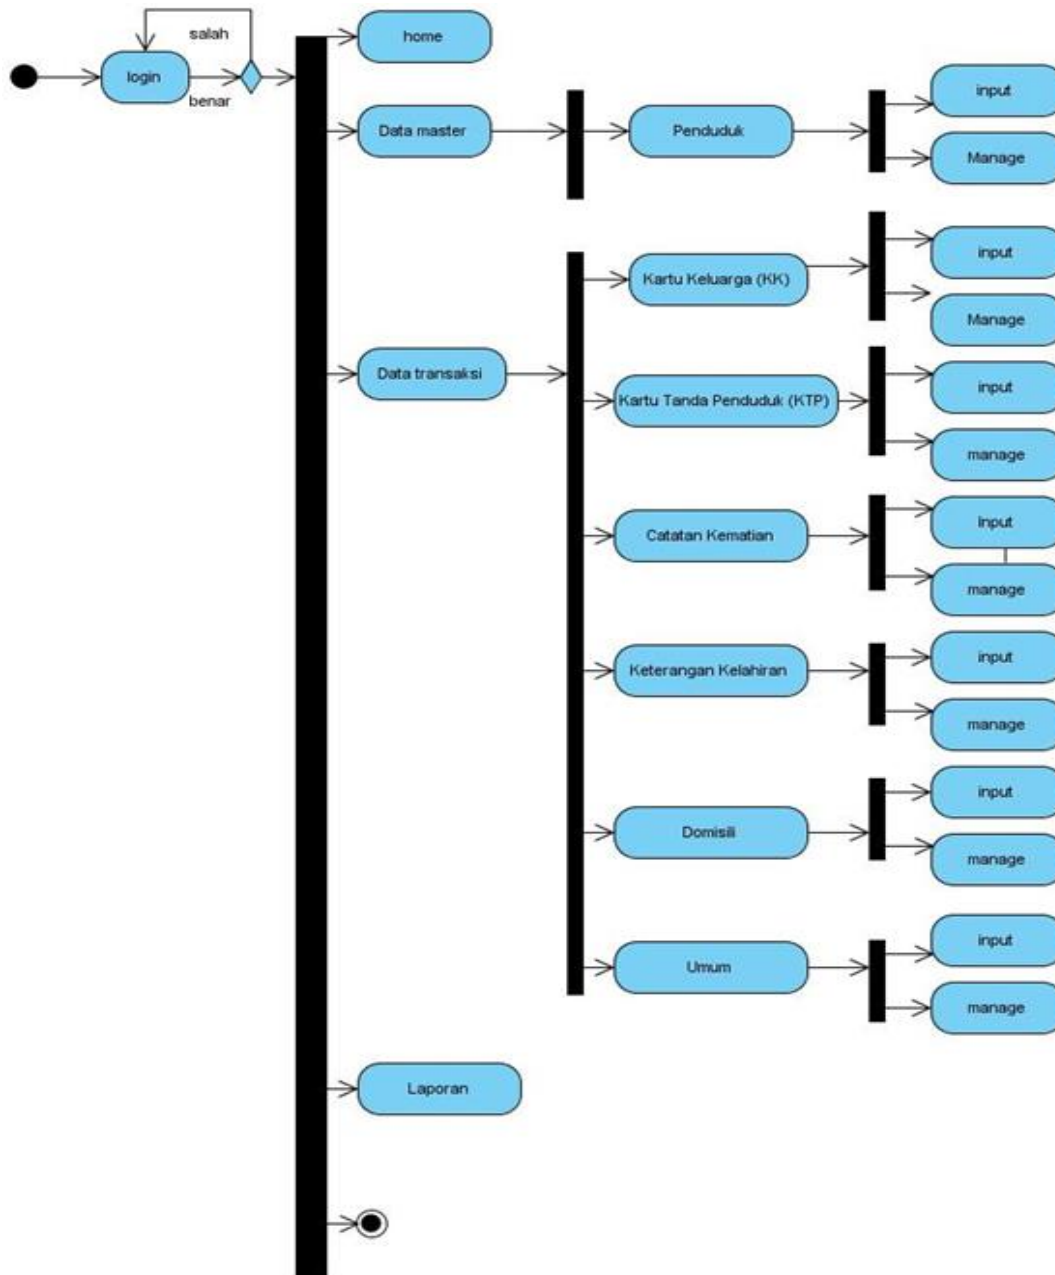 salah
login
benar
home
Data master
Penduduk
input
Manage
Data transaksi
Kartu Keluarga (KK)
input
Manage
Kartu Tanda Penduduk (KTP)
input
manage
Catatan Kematian
input
manage
Keterangan Kelahiran
input
manage
Domisili
input
manage
Umum
input
manage
Laporan